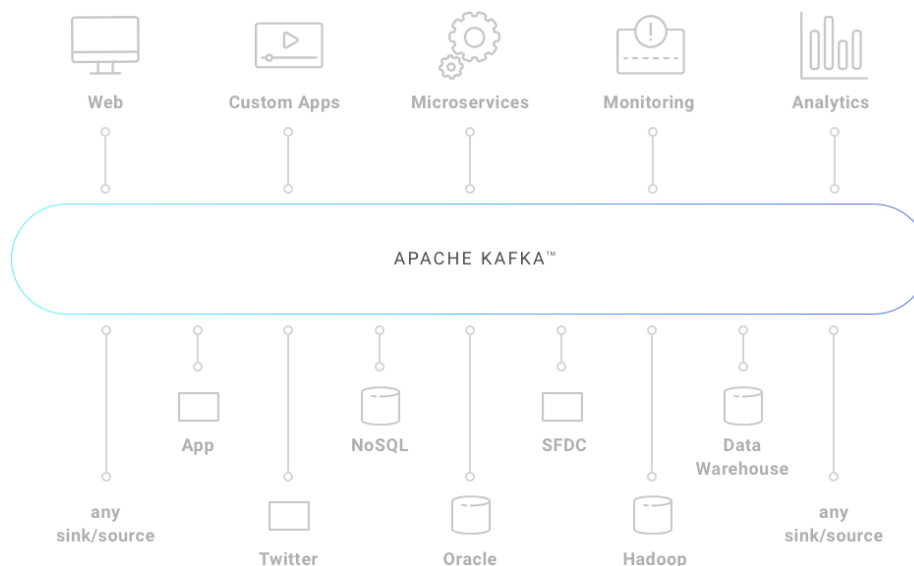 Web
Custom Apps
Microservices
Monitoring
Analytics
APACHE KAFKA™
App
NoSQL
SFDC
Data
Warehouse
any
sink/source
Twitter
Oracle
Hadoop
any
sink/source